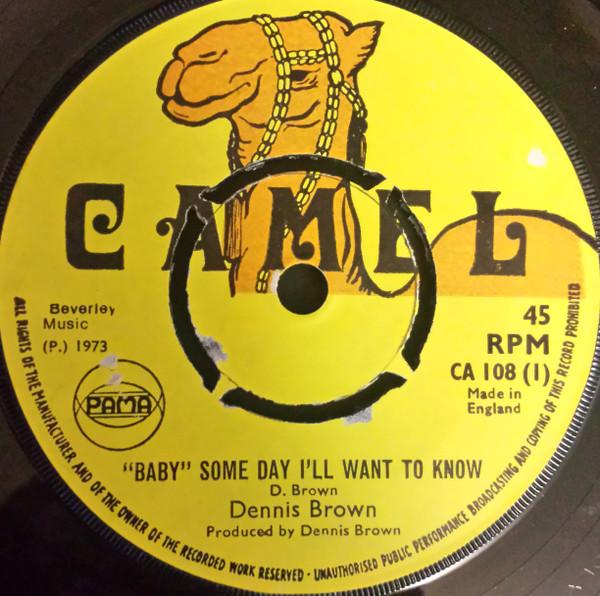 CAMEL
Beverley
Music
(P.) 1973
PAMA
45
RPM
CA 108 (1)
Made in
England
"BABY" SOME DAY I'LL WANT TO KNOW
D. Brown
Dennis Brown
Produced by Dennis Brown
ALL RIGHTS OF THE MANUFACTURER AND OF THE OWNER OF THE RECORDED WORK RESERVED · UNAUTHORISED PUBLIC PERFORMANCE BROADCASTING AND COPYING OF THIS RECORD PROHIBITED